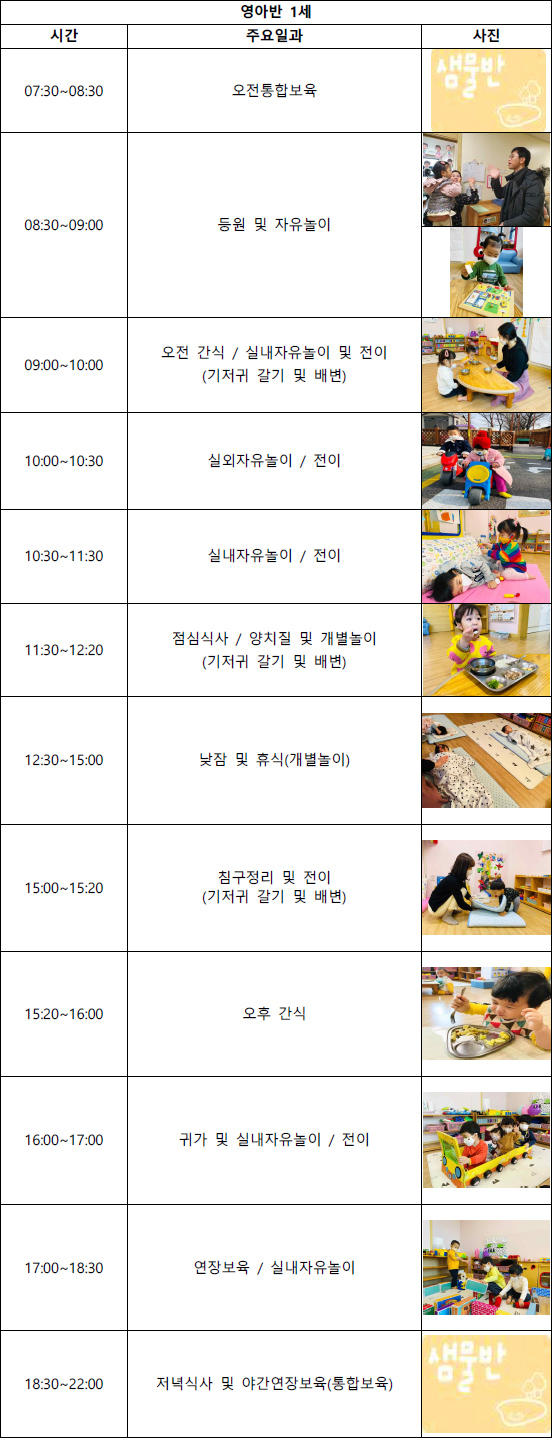 영아반 1세
시간 주요일과 사진
07:30~08:30 오전통합보육
샘물반
08:30~09:00 등원 및 자유놀이
09:00~10:00 오전 간식 / 실내자유놀이 및 전이
(기저귀 갈기 및 배변)
10:00~10:30 실외자유놀이 / 전이
10:30~11:30 실내자유놀이 / 전이
11:30~12:20 점심식사 / 양치질 및 개별놀이
(기저귀 갈기 및 배변)
12:30~15:00 낮잠 및 휴식(개별놀이)
15:00~15:20 침구정리 및 전이
(기저귀 갈기 및 배변)
15:20~16:00 오후 간식
16:00~17:00 귀가 및 실내자유놀이 / 전이
17:00~18:30 연장보육 / 실내자유놀이
18:30~22:00 저녁식사 및 야간연장보육(통합보육)
샘물반